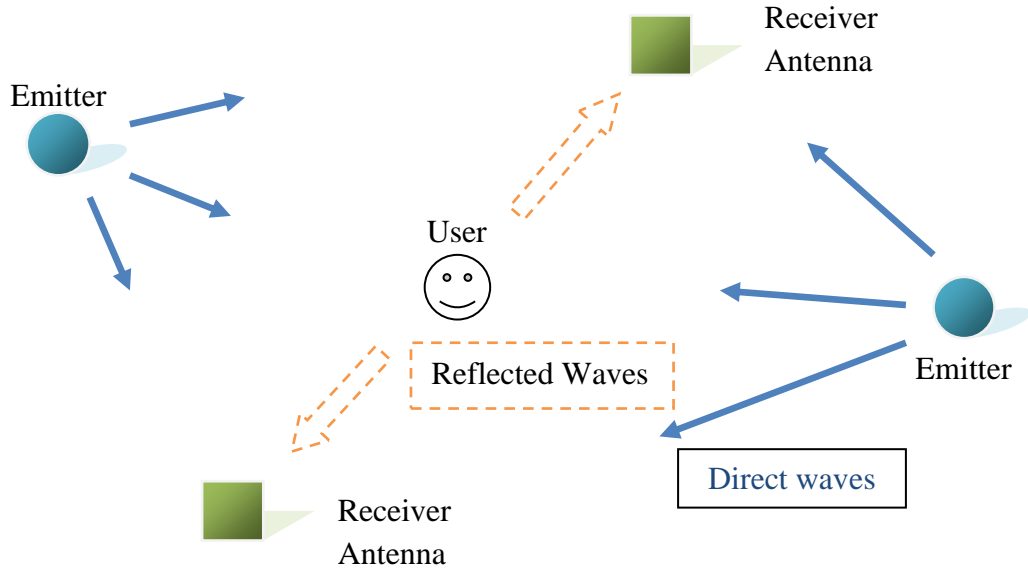 Receiver
Antenna
Emitter
User
Reflected Waves
Emitter
Direct waves
Receiver
Antenna